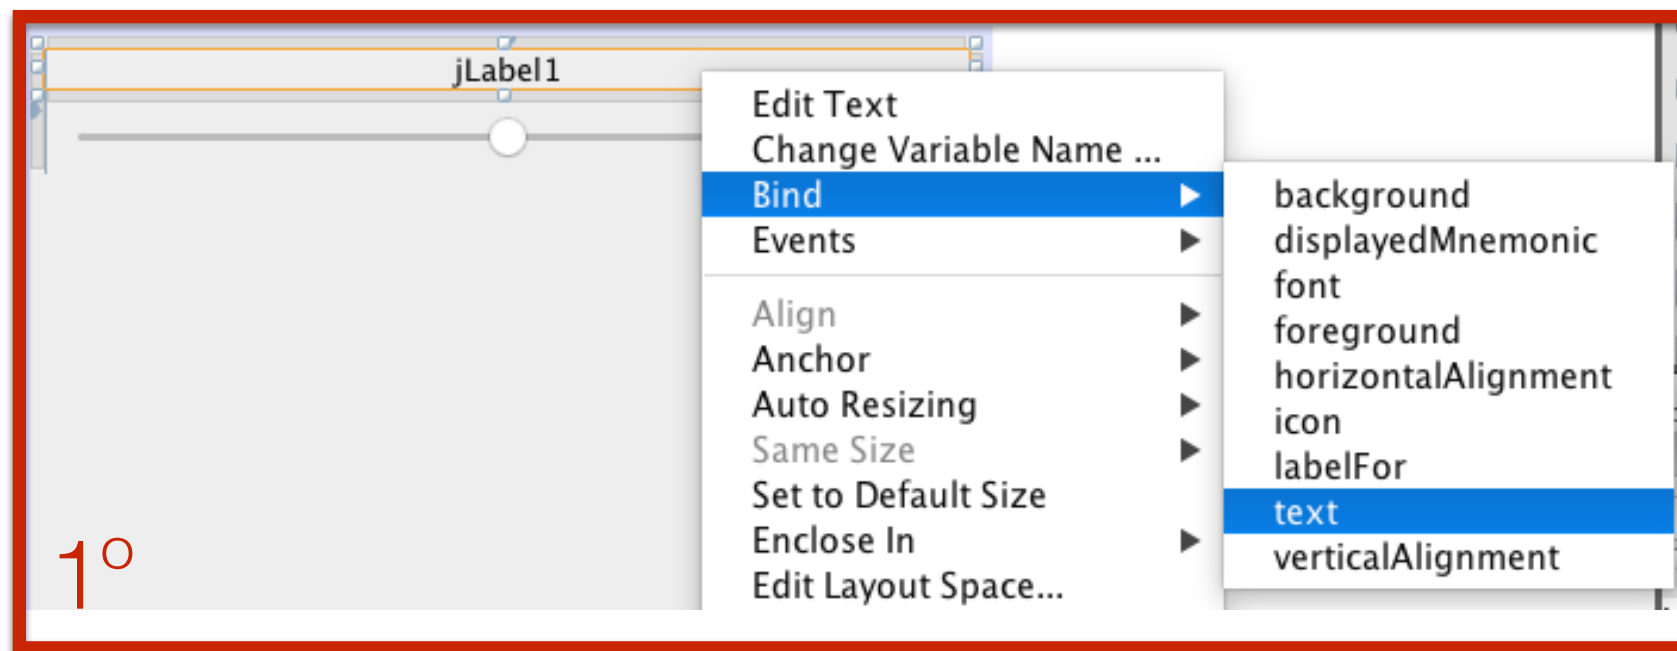 jLabel1
Edit Text
Change Variable Name ...
Bind
Events
Align
Anchor
Auto Resizing
Same Size
Set to Default Size
Enclose In
Edit Layout Space...
background
displayedMnemonic
font
foreground
horizontalAlignment
icon
labelFor
text
verticalAlignment
1º